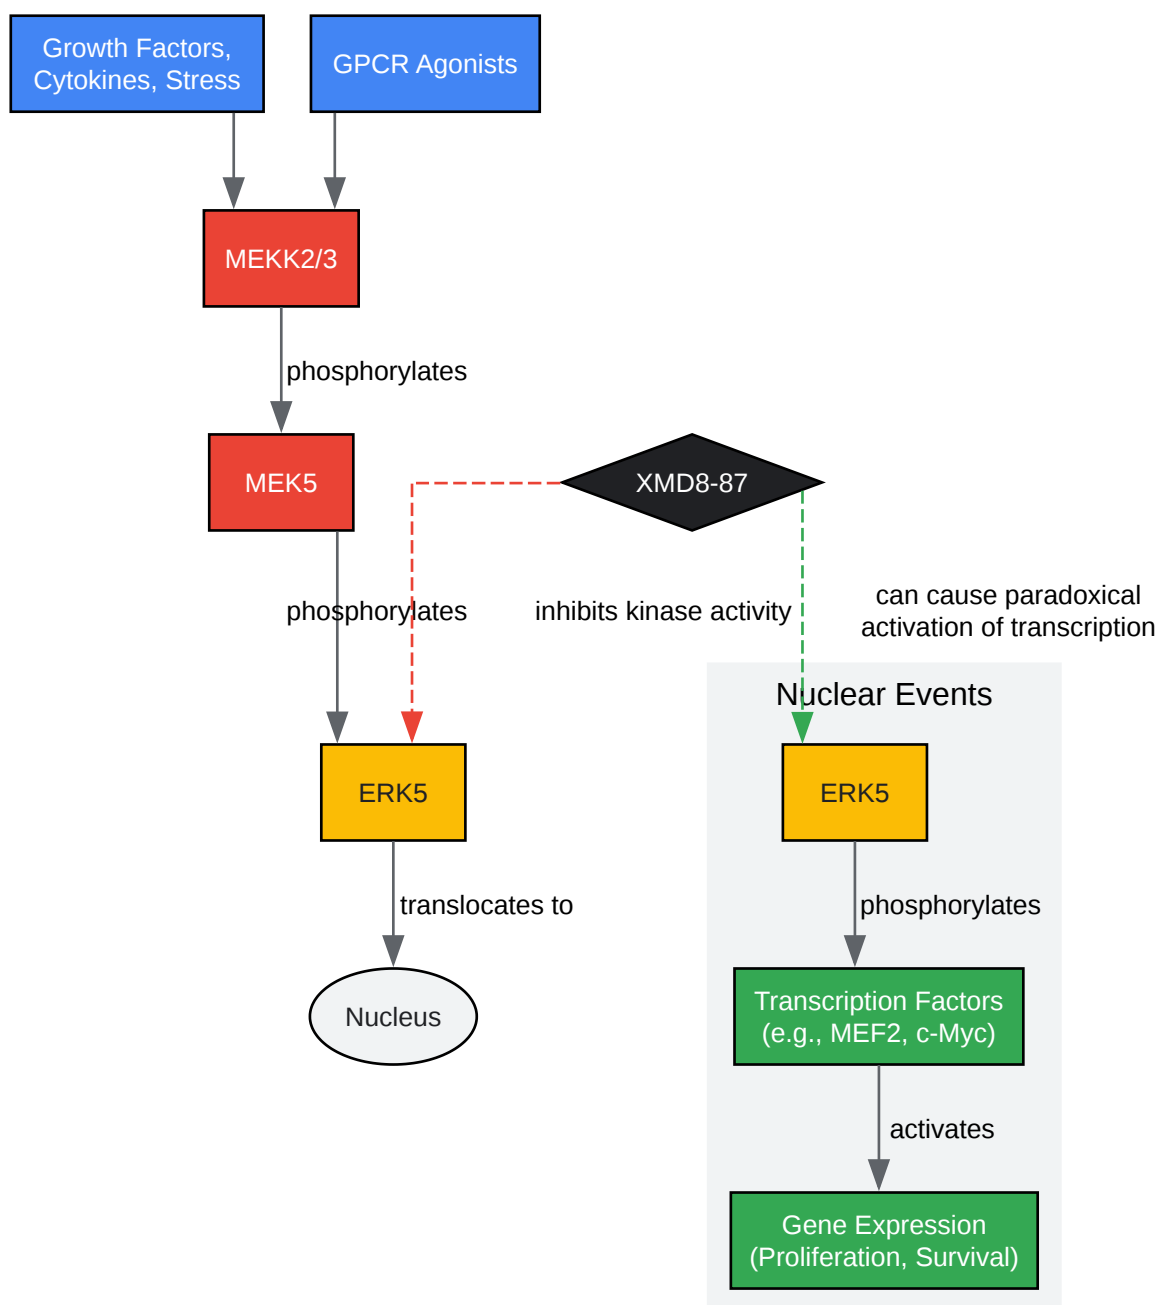 Growth Factors,
Cytokines, Stress
GPCR Agonists
MEKK2/3
phosphorylates
MEK5
XMD8-87
phosphorylates
inhibits kinase activity
can cause paradoxical
activation of transcription
Nuclear Events
ERK5
ERK5
translocates to
phosphorylates
Nucleus
Transcription Factors
(e.g., MEF2, c-Myc)
activates
Gene Expression
(Proliferation, Survival)